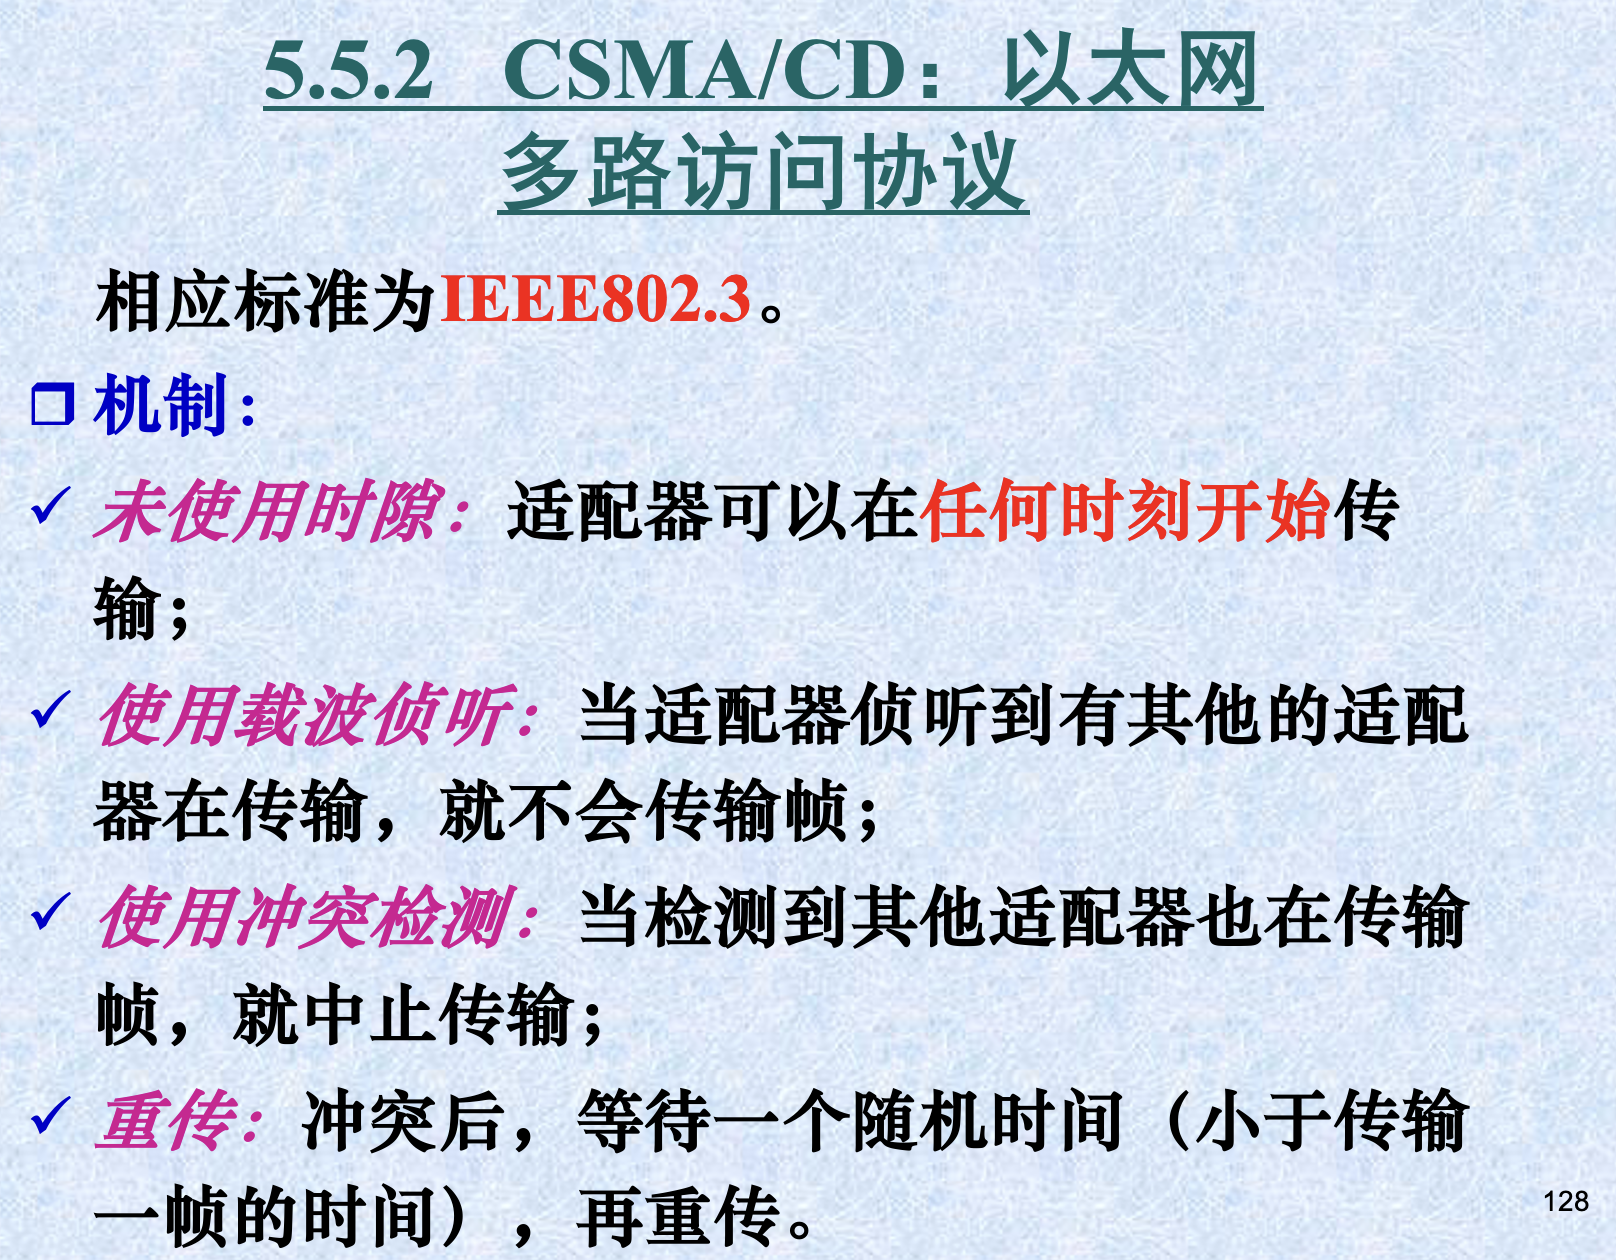 5.5.2 CSMA/CD：以太网
多路访问协议
相应标准为IEEE802.3。
机制：
未使用时隙：适配器可以在任何时刻开始传
输；
使用载波侦听：当适配器侦听到有其他的适配
器在传输，就不会传输帧；
使用冲突检测：当检测到其他适配器也在传输
帧，就中止传输；
重传：冲突后，等待一个随机时间（小于传输
一帧的时间），再重传。
128